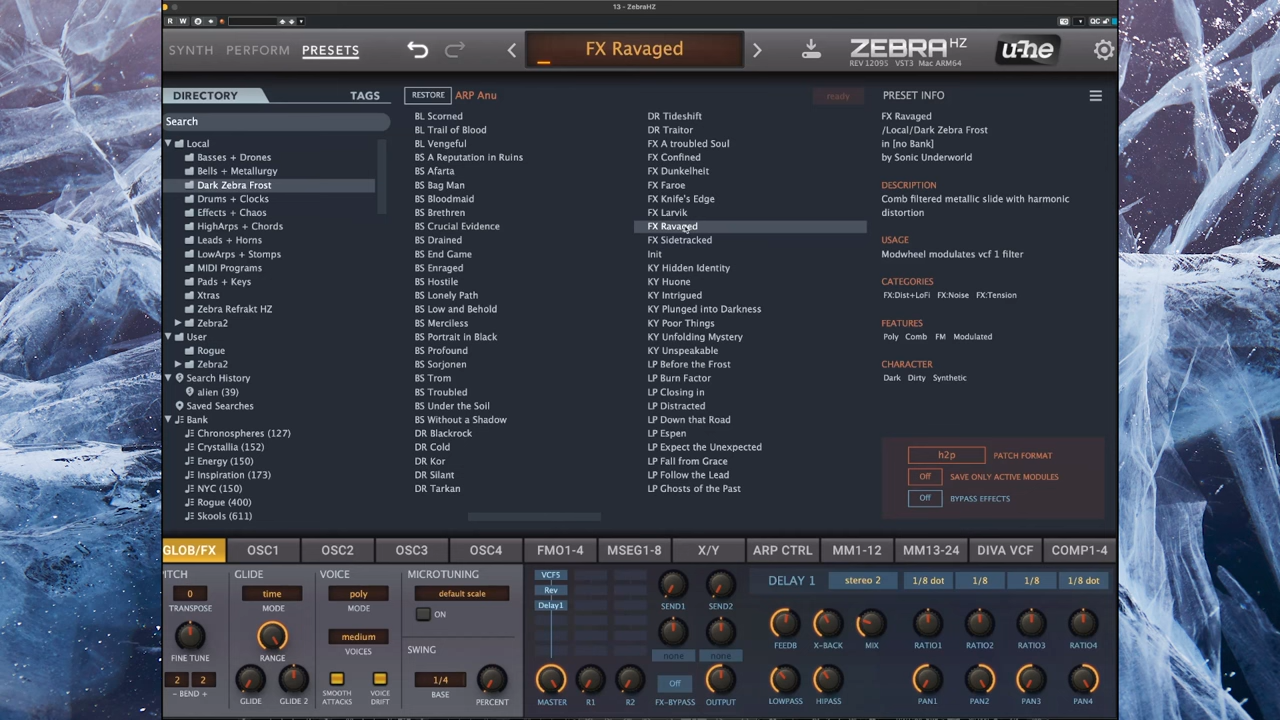 13 - ZebraHZ
R W
QC
SYNTH PERFORM PRESETS
FX Ravaged
ZEBRA HZ
REV 12095 VST3 Mac ARM64
u-he
DIRECTORY TAGS
RESTORE ARP Anu
ready
PRESET INFO
Search
Local
Basses + Drones
Bells + Metallurgy
Dark Zebra Frost
Drums + Clocks
Effects + Chaos
HighArps + Chords
Leads + Horns
LowArps + Stomps
MIDI Programs
Pads + Keys
Xtras
Zebra Refrakt HZ
Zebra2
User
Rogue
Zebra2
Search History
alien (39)
Saved Searches
Bank
Chronospheres (127)
Crystallia (152)
Energy (150)
Inspiration (173)
NYC (150)
Rogue (400)
Skools (611)
BL Scorned
BL Trail of Blood
BL Vengeful
BS A Reputation in Ruins
BS Afarta
BS Bag Man
BS Bloodmaid
BS Brethren
BS Crucial Evidence
BS Drained
BS End Game
BS Enraged
BS Hostile
BS Lonely Path
BS Low and Behold
BS Merciless
BS Portrait in Black
BS Profound
BS Sorjonen
BS Trom
BS Troubled
BS Under the Soil
BS Without a Shadow
DR Blackrock
DR Cold
DR Kor
DR Silant
DR Tarkan
DR Tideshift
DR Traitor
FX A troubled Soul
FX Confined
FX Dunkelheit
FX Faroe
FX Knife's Edge
FX Larvik
FX Ravaged
FX Sidetracked
Init
KY Hidden Identity
KY Huone
KY Intrigued
KY Plunged into Darkness
KY Poor Things
KY Unfolding Mystery
KY Unspeakable
LP Before the Frost
LP Burn Factor
LP Closing in
LP Distracted
LP Down that Road
LP Espen
LP Expect the Unexpected
LP Fall from Grace
LP Follow the Lead
LP Ghosts of the Past
FX Ravaged
/Local/Dark Zebra Frost
in [no Bank]
by Sonic Underworld
DESCRIPTION
Comb filtered metallic slide with harmonic
distortion
USAGE
Modwheel modulates vcf 1 filter
CATEGORIES
FX:Dist+LoFi FX:Noise FX:Tension
FEATURES
Poly Comb FM Modulated
CHARACTER
Dark Dirty Synthetic
h2p PATCH FORMAT
Off SAVE ONLY ACTIVE MODULES
Off BYPASS EFFECTS
GLOB/FX OSC1 OSC2 OSC3 OSC4 FMO1-4 MSEG1-8 X/Y ARP CTRL MM1-12 MM13-24 DIVA VCF COMP1-4
PITCH
0
TRANSPOSE
FINE TUNE
2 2
- BEND +
GLIDE
time
MODE
RANGE
GLIDE GLIDE 2
VOICE
poly
MODE
medium
VOICES
SMOOTH ATTACKS
VOICE DRIFT
MICROTUNING
default scale
ON
SWING
1/4
BASE
PERCENT
VCF5
Rev
Delay1
MASTER R1 R2
SEND1 SEND2
none none
Off
FX-BYPASS
OUTPUT
DELAY 1 stereo 2 1/8 dot 1/8 1/8 1/8 dot
FEEDB X-BACK MIX RATIO1 RATIO2 RATIO3 RATIO4
LOWPASS HIPASS PAN1 PAN2 PAN3 PAN4